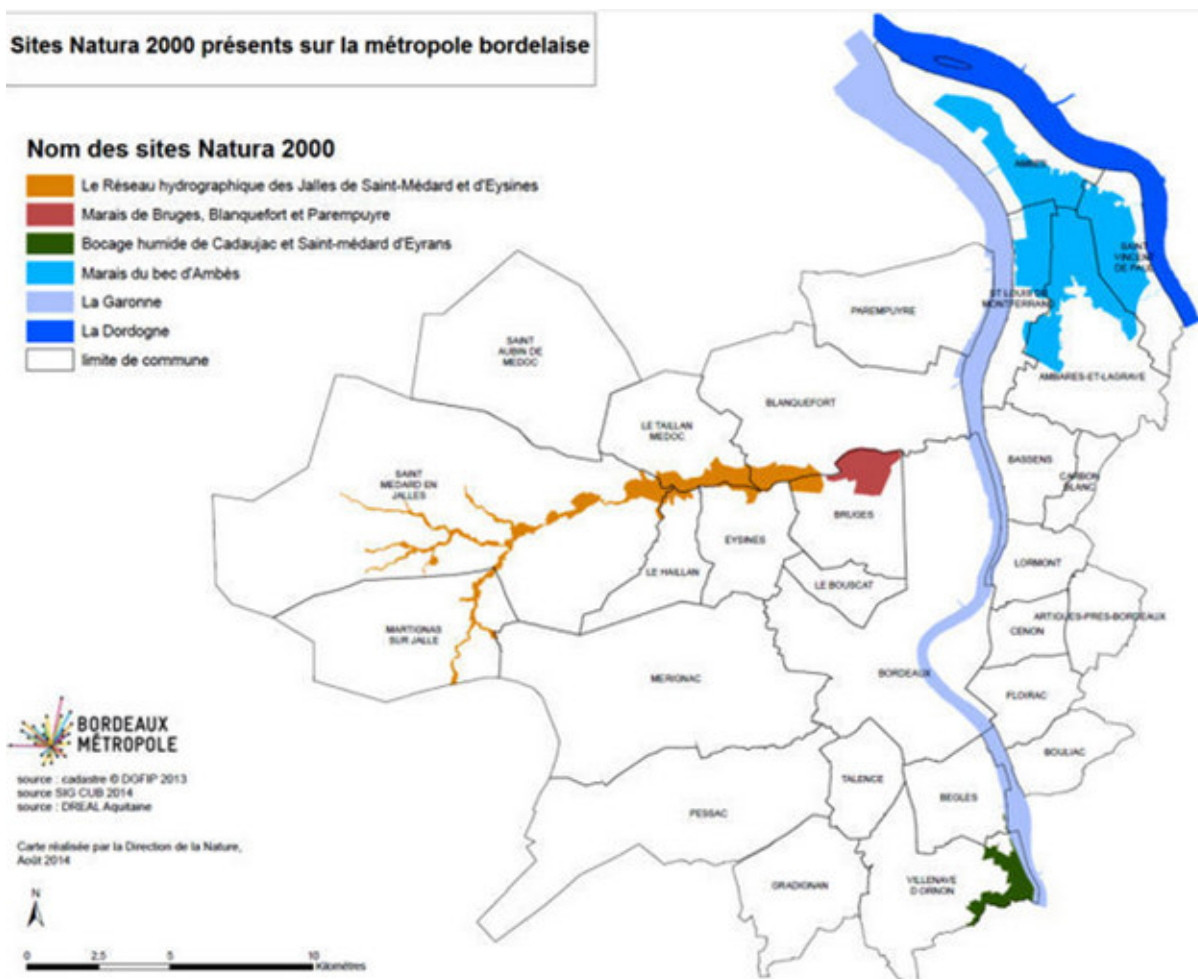 Sites Natura 2000 présents sur la métropole bordelaise
Nom des sites Natura 2000
Le Réseau hydrographique des Jalles de Saint-Médard et d'Eysines
Marais de Bruges, Blanquefort et Parempuyre
Bocage humide de Cadaujac et Saint-médard d'Eyrans
Marais du bec d'Ambès
La Garonne
La Dordogne
limite de commune
AMBES
SAINT
VINCENT
DE PAUL
ST LOUIS DE
MONTFERRAND
PAREMPUYRE
SAINT
AUBIN DE
MEDOC
AMBARES-ET-LAGRAVE
BLANQUEFORT
LE TAILLAN
MEDOC
BASSENS
CARBON
BLANC
SAINT
MEDARD EN
JALLES
BRUGES
EYSINES
LE HAILLAN
LE BOUSCAT
LORMONT
ARTIGUES-PRES-BORDEAUX
CENON
MARTIGNAS
SUR JALLE
MERIGNAC
BORDEAUX
FLOIRAC
BOULIAC
TALENCE
BEGLES
PESSAC
GRADIGNAN
VILLENAVE
D ORNON
BORDEAUX
MÉTROPOLE
source : cadastre © DGFIP 2013
source SIG CUB 2014
source : DREAL Aquitaine
Carte réalisée par la Direction de la Nature,
Août 2014
N
0 2.5 5 10
Kilomètres